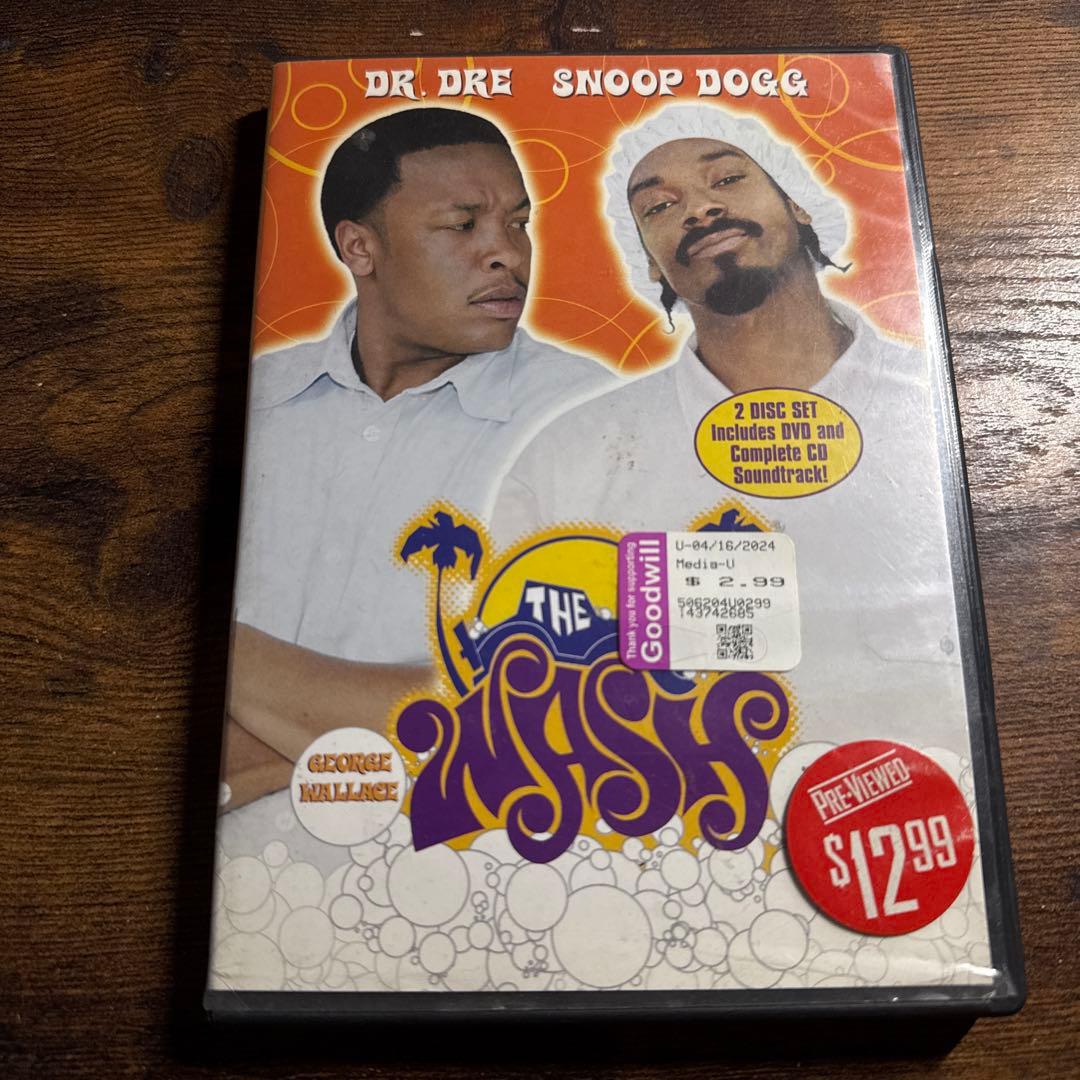 DR. DRE SNOOP DOGG
2 DISC SET
Includes DVD and
Complete CD
Soundtrack!
Thank you for supporting
Goodwill
U-04/16/2024
Media-U
$ 2.99
506204U0299
143742685
THE
WASH
GEORGE
WALLACE
PRE-VIEWED
$12.99